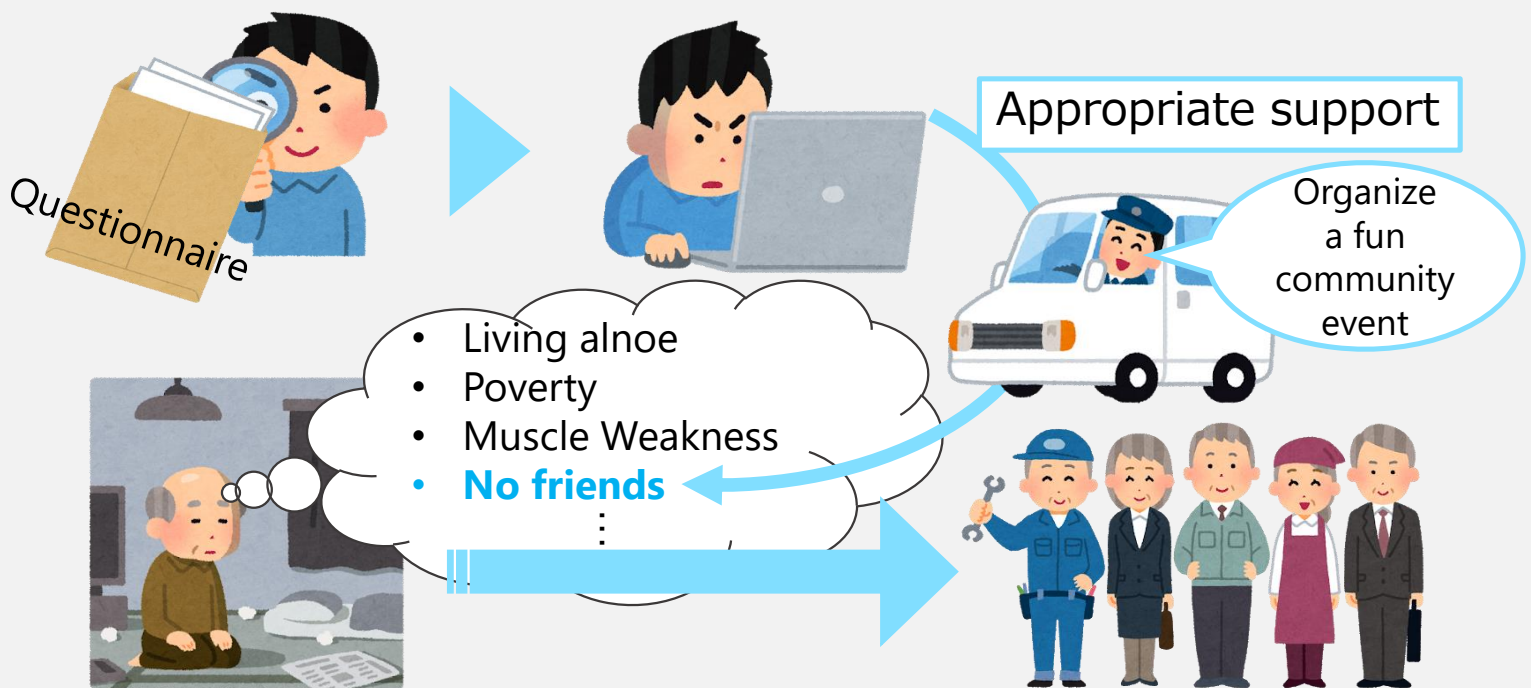 Questionnaire
Appropriate support
Organize
a fun
community
event
• Living alnoe
• Poverty
• Muscle Weakness
• No friends
⋮